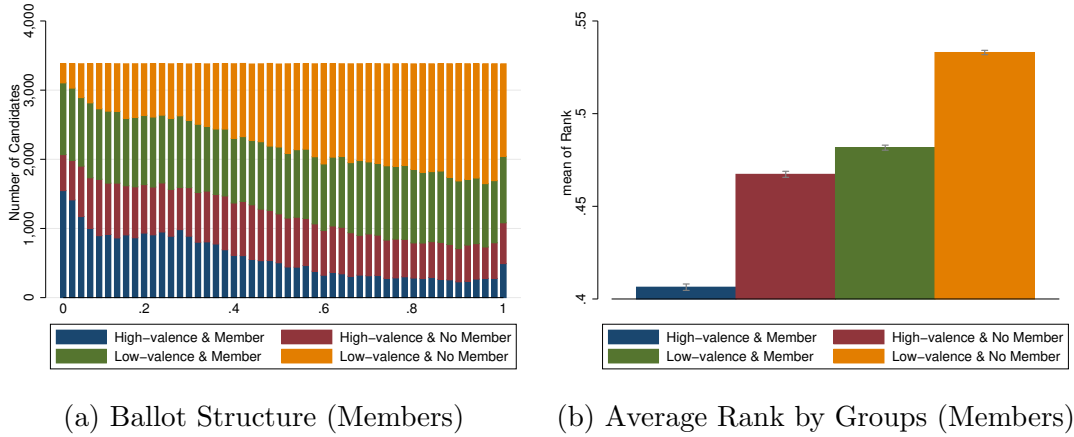 4,000
3,000
2,000
1,000
0
Number of Candidates
0 .2 .4 .6 .8 1
High-valence & Member High-valence & No Member
Low-valence & Member Low-valence & No Member
(a) Ballot Structure (Members)
.55
.5
.45
.4
mean of Rank
High-valence & Member High-valence & No Member
Low-valence & Member Low-valence & No Member
(b) Average Rank by Groups (Members)